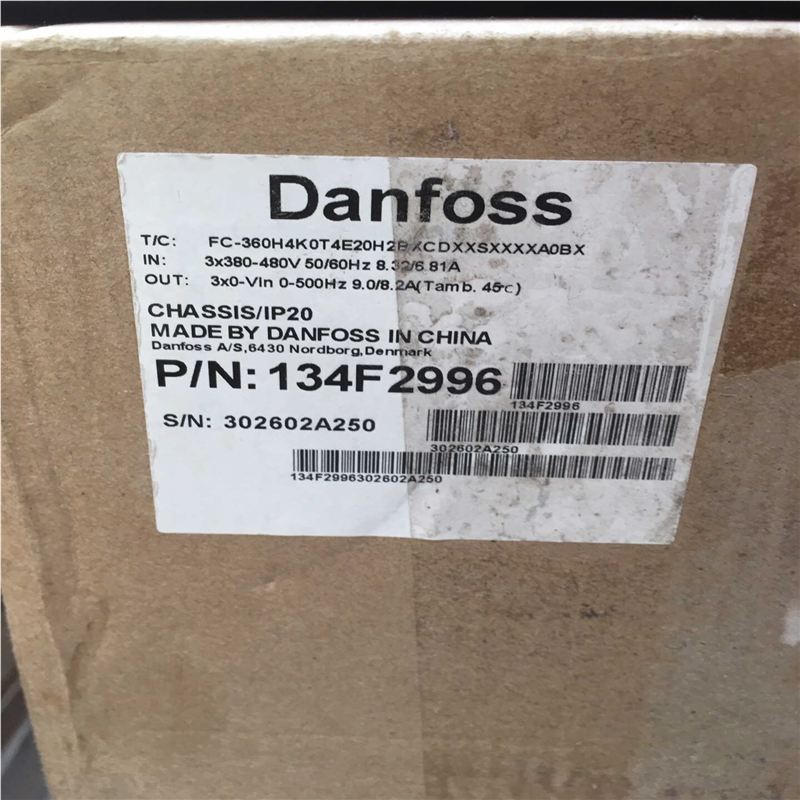 Danfoss
T/C: FC-360H4K0T4E20H2BXCDXXSXXXXA0BX
IN: 3x380-480V 50/60Hz 8.32/6.81A
OUT: 3x0-Vin 0-500Hz 9.0/8.2A(Tamb. 45℃)
CHASSIS/IP20
MADE BY DANFOSS IN CHINA
Danfoss A/S,6430 Nordborg,Denmark
P/N: 134F2996
134F2996
S/N: 302602A250
302602A250
134F2996302602A250